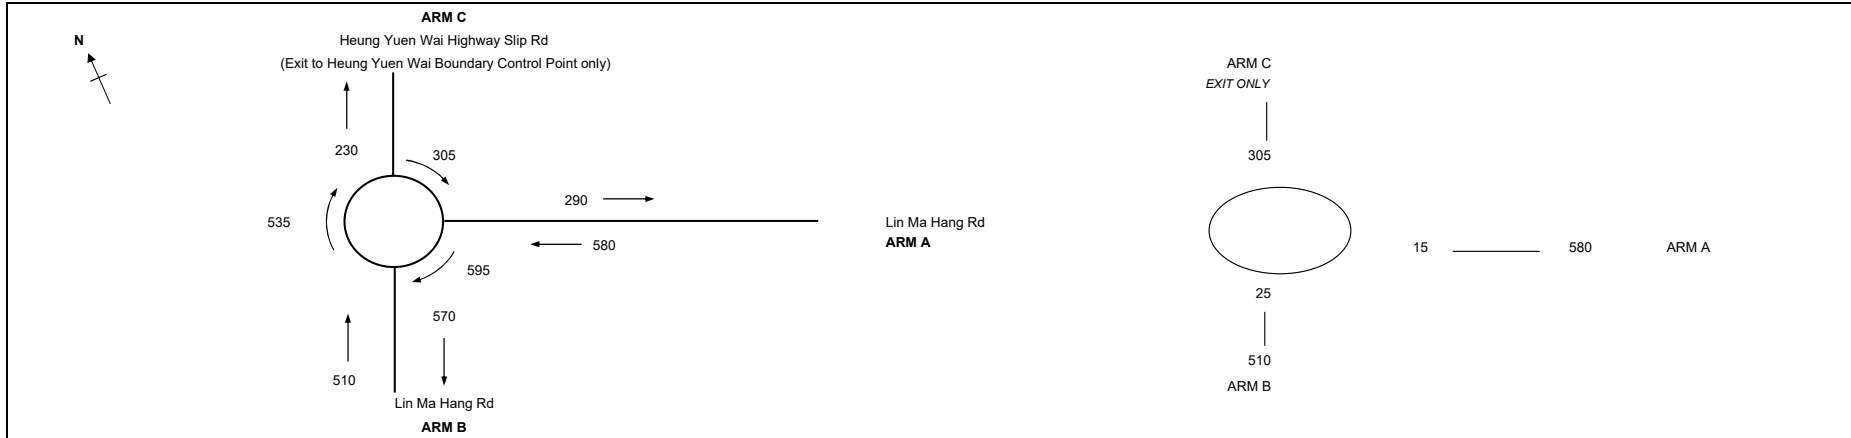 ARM C
N
Heung Yuen Wai Highway Slip Rd
(Exit to Heung Yuen Wai Boundary Control Point only)
230
305
535
290
Lin Ma Hang Rd
ARM A
580
595
570
510
Lin Ma Hang Rd
ARM B
ARM C
EXIT ONLY
305
15
580
ARM A
25
510
ARM B